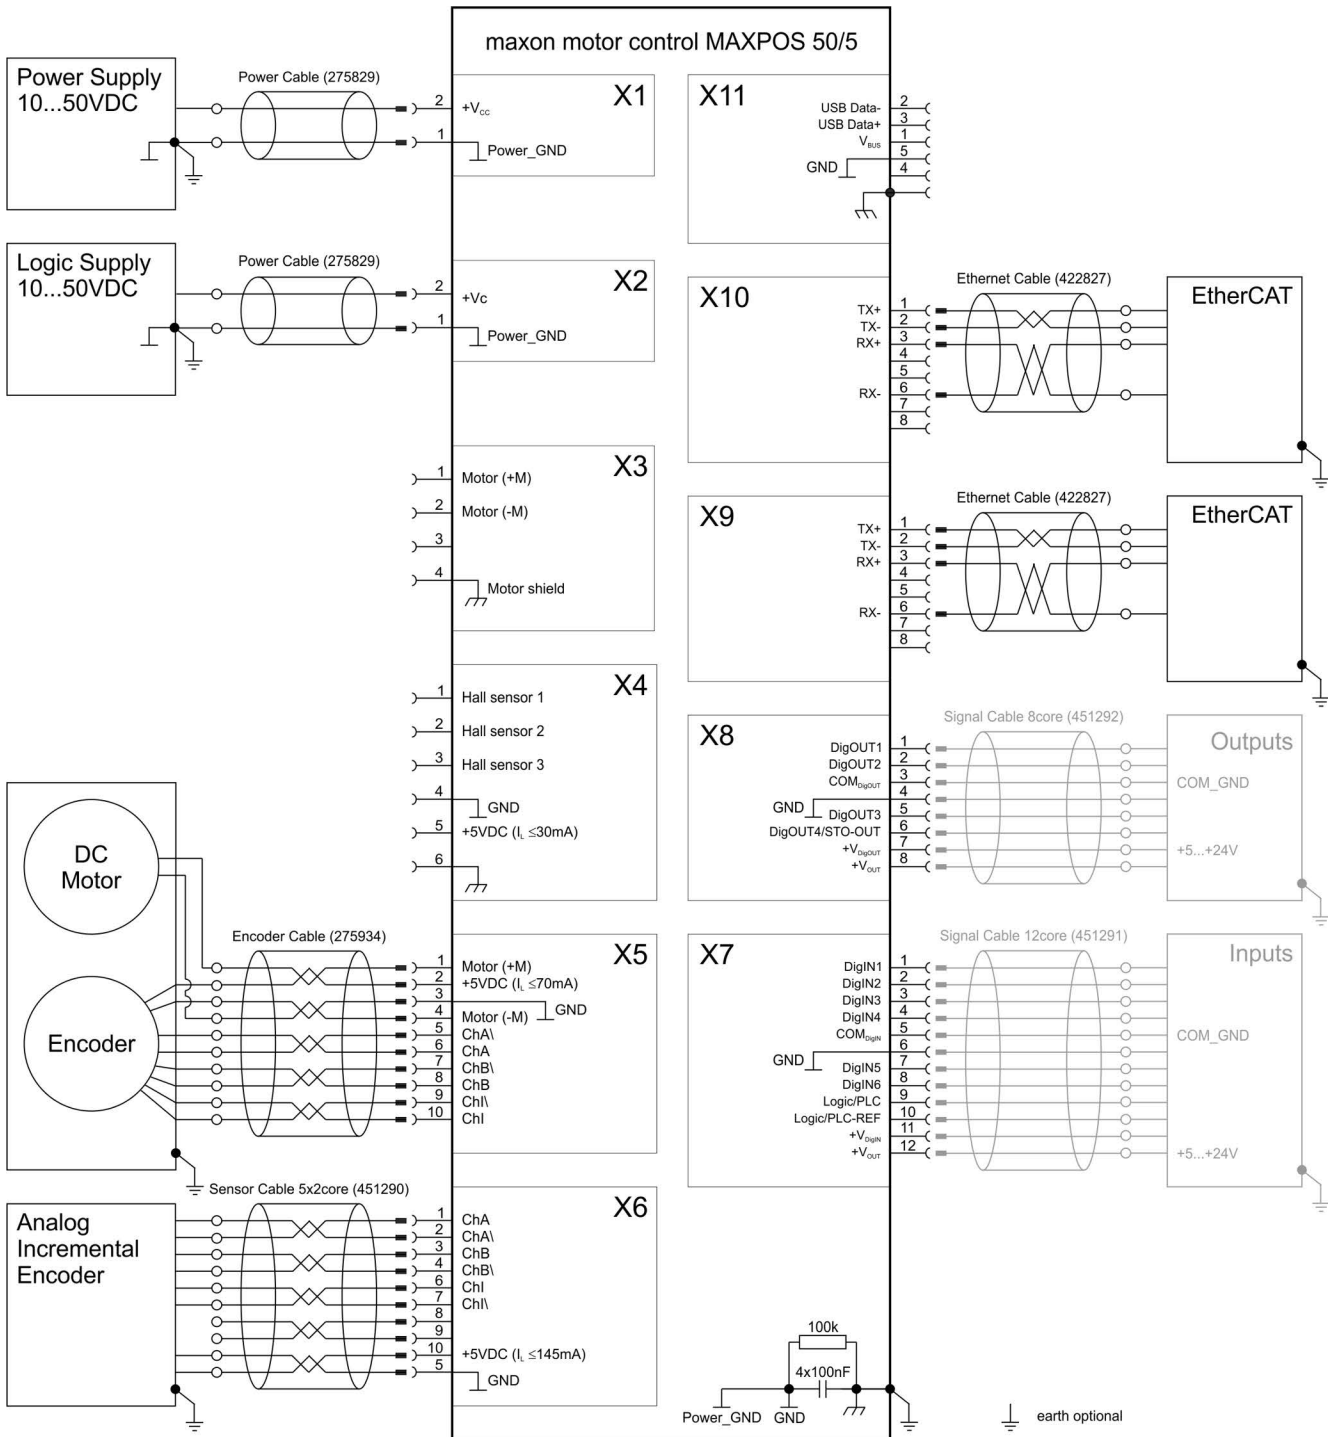 maxon motor control MAXPOS 50/5
Power Supply
10...50VDC
Power Cable (275829)
X1
2
+Vcc
1
Power_GND
Logic Supply
10...50VDC
Power Cable (275829)
X2
2
+Vc
1
Power_GND
X3
1
Motor (+M)
2
Motor (-M)
3
4
Motor shield
X4
1
Hall sensor 1
2
Hall sensor 2
3
Hall sensor 3
4
GND
5
+5VDC (IL ≤30mA)
6
DC
Motor
Encoder
Encoder Cable (275934)
X5
1
Motor (+M)
2
+5VDC (IL ≤70mA)
3
GND
4
Motor (-M)
5
ChA\
6
ChA
7
ChB\
8
ChB
9
ChI\
10
ChI
Analog
Incremental
Encoder
Sensor Cable 5x2core (451290)
X6
1
ChA
2
ChA\
3
ChB
4
ChB\
6
ChI
7
ChI\
8
9
10
+5VDC (IL ≤145mA)
5
GND
X11
USB Data-
2
USB Data+
3
VBUS
1
GND
5
4
X10
Ethernet Cable (422827)
EtherCAT
TX+
1
TX-
2
RX+
3
4
5
RX-
6
7
8
X9
Ethernet Cable (422827)
EtherCAT
TX+
1
TX-
2
RX+
3
4
5
RX-
6
7
8
X8
Signal Cable 8core (451292)
Outputs
DigOUT1
1
DigOUT2
2
COMDigOUT
3
COM_GND
GND
4
DigOUT3
5
DigOUT4/STO-OUT
6
+VDigOUT
7
+5...+24V
+VOUT
8
X7
Signal Cable 12core (451291)
Inputs
DigIN1
1
DigIN2
2
DigIN3
3
DigIN4
4
COMDigIN
5
COM_GND
GND
6
DigIN5
7
DigIN6
8
Logic/PLC
9
Logic/PLC-REF
10
+VDigIN
11
+VOUT
12
+5...+24V
100k
4x100nF
Power_GND
GND
earth optional